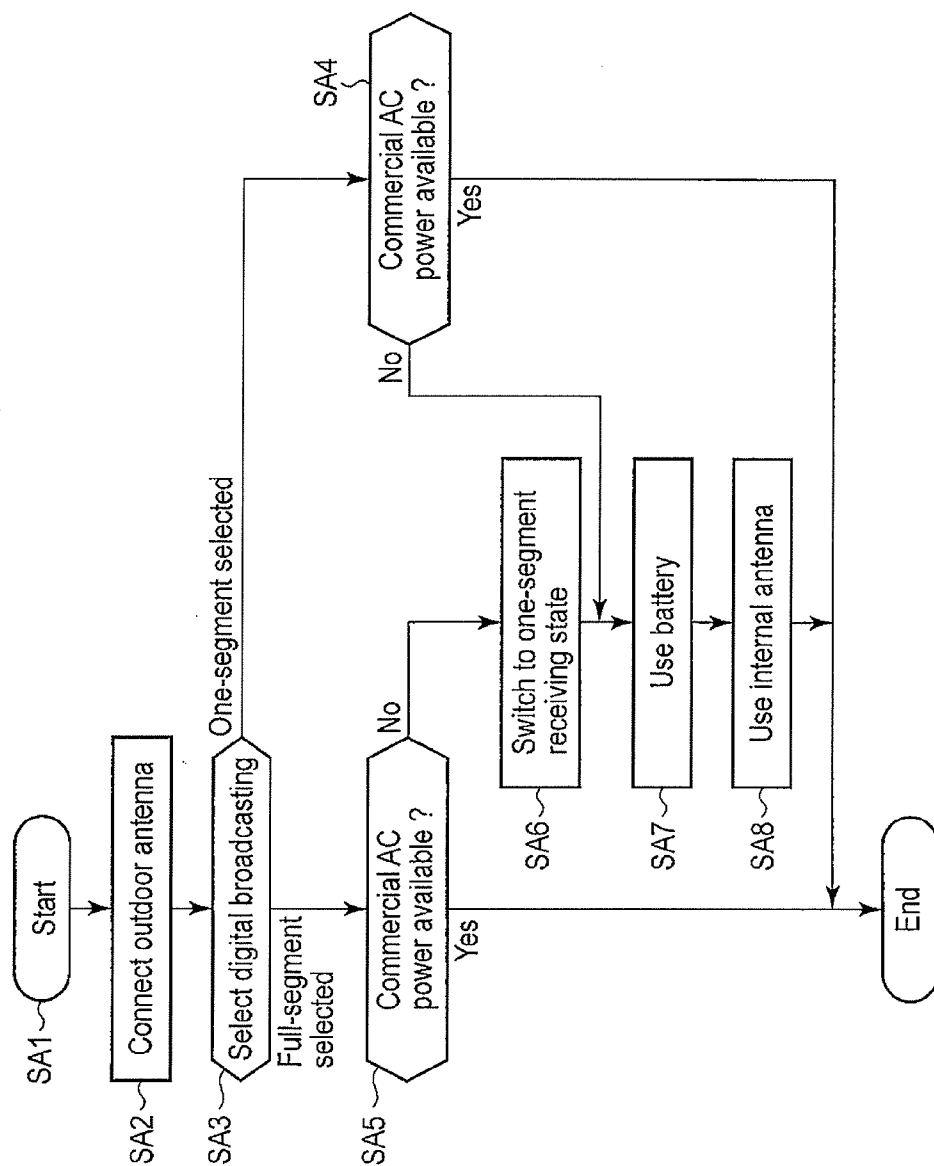 SA1
Start
SA2
Connect outdoor antenna
SA3
Select digital broadcasting
One-segment selected
Full-segment
selected
SA4
Commercial AC
power available ?
No
Yes
SA5
Commercial AC
power available ?
No
Yes
SA6
Switch to one-segment
receiving state
SA7
Use battery
SA8
Use internal antenna
End